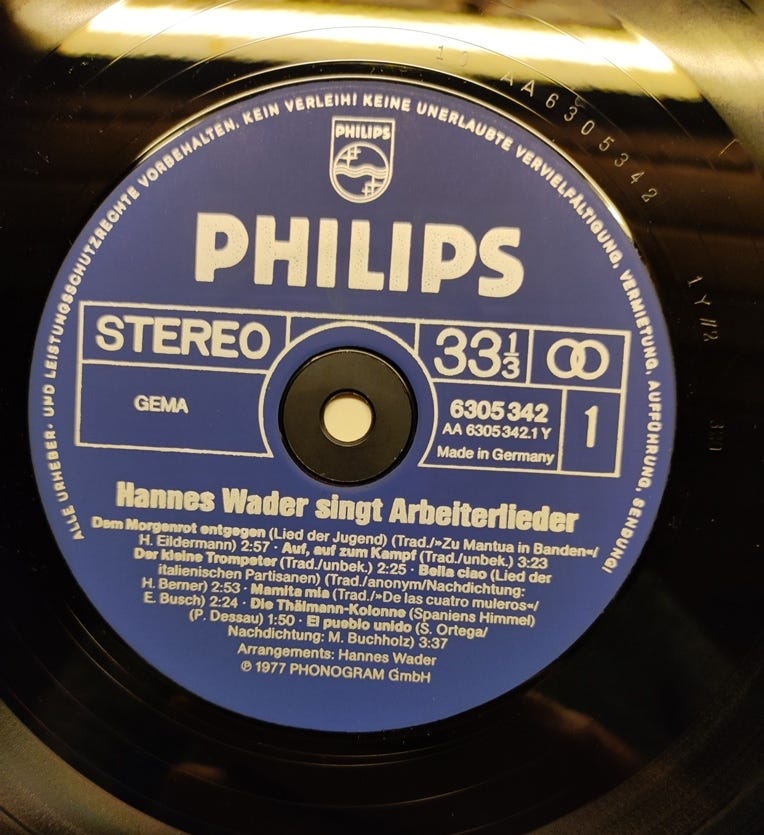 ALLE URHEBER- UND LEISTUNGSSCHUTZRECHTE VORBEHALTEN. KEIN VERLEIH! KEINE UNERLAUBTE VERVIELFÄLTIGUNG, VERMIETUNG, AUFFÜHRUNG, SENDUNG!
AA 6305342
1Y
PHILIPS
PHILIPS
STEREO
33 1/3
GEMA
6305 342
AA 6305 342.1 Y
Made in Germany
1
Hannes Wader singt Arbeiterlieder
Dem Morgenrot entgegen (Lied der Jugend) (Trad./»Zu Mantua in Banden«/
H. Eildermann) 2:57 · Auf, auf zum Kampf (Trad./unbek.) 3:23
Der kleine Trompeter (Trad./unbek.) 2:25 · Bella ciao (Lied der
italienischen Partisanen) (Trad./anonym/Nachdichtung:
H. Berner) 2:53 · Mamita mia (Trad./»De las cuatro muleros«/
E. Busch) 2:24 · Die Thälmann-Kolonne (Spaniens Himmel)
(P. Dessau) 1:50 · El pueblo unido (S. Ortega/
Nachdichtung: M. Buchholz) 3:37
Arrangements: Hannes Wader
℗ 1977 PHONOGRAM GmbH